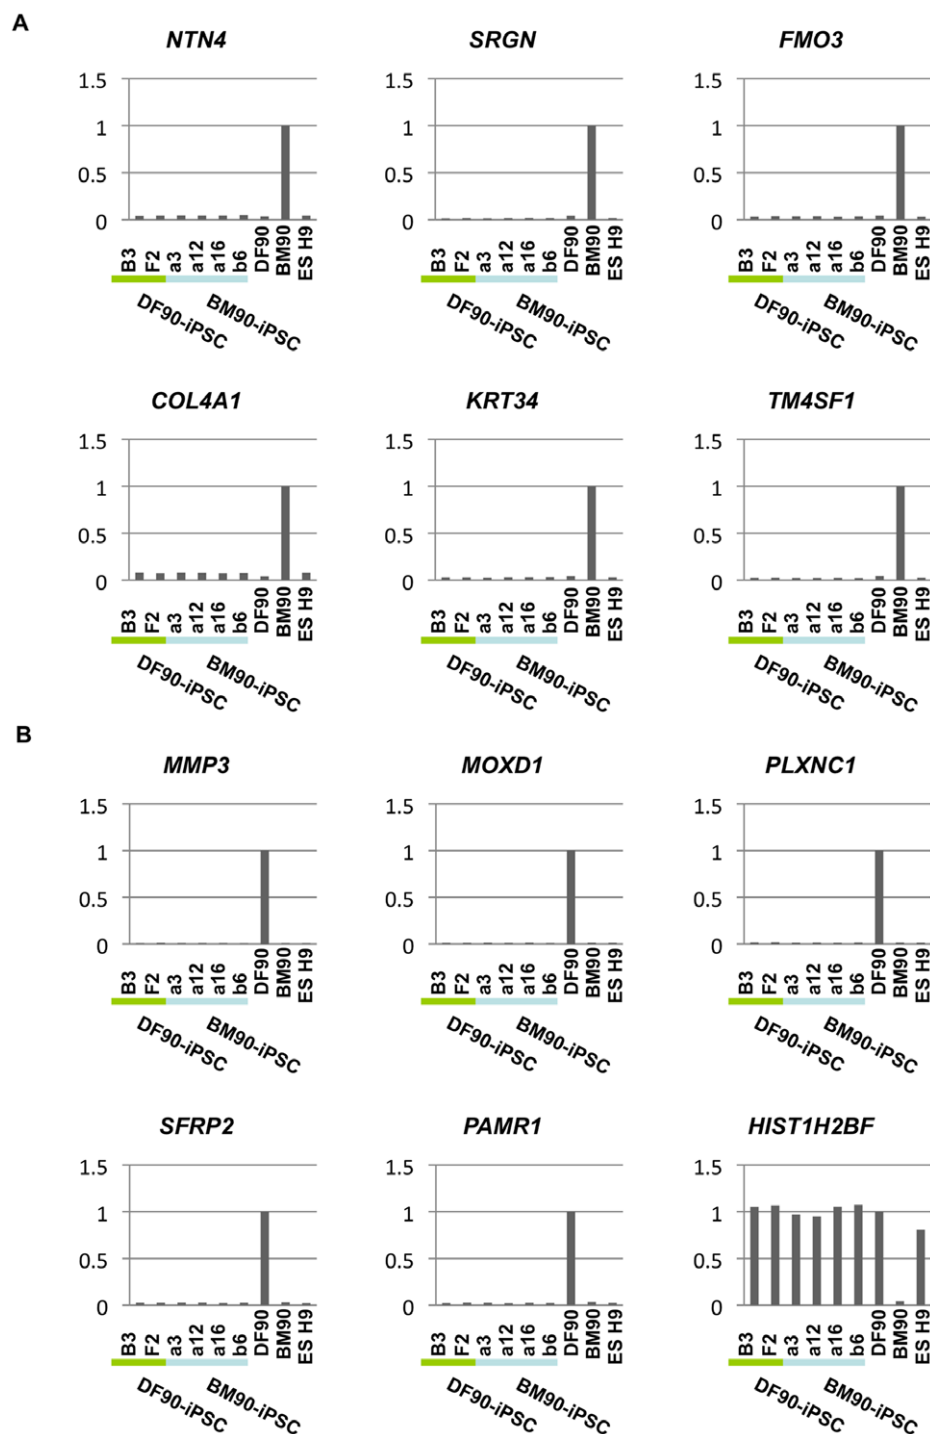 A
NTN4 SRGN FMO3
1.5 1.5 1.5
1 1 1
0.5 0.5 0.5
0 0 0
B3 F2 a3 a12 a16 b6 DF90 BM90 ES H9 B3 F2 a3 a12 a16 b6 DF90 BM90 ES H9 B3 F2 a3 a12 a16 b6 DF90 BM90 ES H9
DF90-iPSC BM90-iPSC DF90-iPSC BM90-iPSC DF90-iPSC BM90-iPSC
COL4A1 KRT34 TM4SF1
1.5 1.5 1.5
1 1 1
0.5 0.5 0.5
0 0 0
B3 F2 a3 a12 a16 b6 DF90 BM90 ES H9 B3 F2 a3 a12 a16 b6 DF90 BM90 ES H9 B3 F2 a3 a12 a16 b6 DF90 BM90 ES H9
DF90-iPSC BM90-iPSC DF90-iPSC BM90-iPSC DF90-iPSC BM90-iPSC
B
MMP3 MOXD1 PLXNC1
1.5 1.5 1.5
1 1 1
0.5 0.5 0.5
0 0 0
B3 F2 a3 a12 a16 b6 DF90 BM90 ES H9 B3 F2 a3 a12 a16 b6 DF90 BM90 ES H9 B3 F2 a3 a12 a16 b6 DF90 BM90 ES H9
DF90-iPSC BM90-iPSC DF90-iPSC BM90-iPSC DF90-iPSC BM90-iPSC
SFRP2 PAMR1 HIST1H2BF
1.5 1.5 1.5
1 1 1
0.5 0.5 0.5
0 0 0
B3 F2 a3 a12 a16 b6 DF90 BM90 ES H9 B3 F2 a3 a12 a16 b6 DF90 BM90 ES H9 B3 F2 a3 a12 a16 b6 DF90 BM90 ES H9
DF90-iPSC BM90-iPSC DF90-iPSC BM90-iPSC DF90-iPSC BM90-iPSC